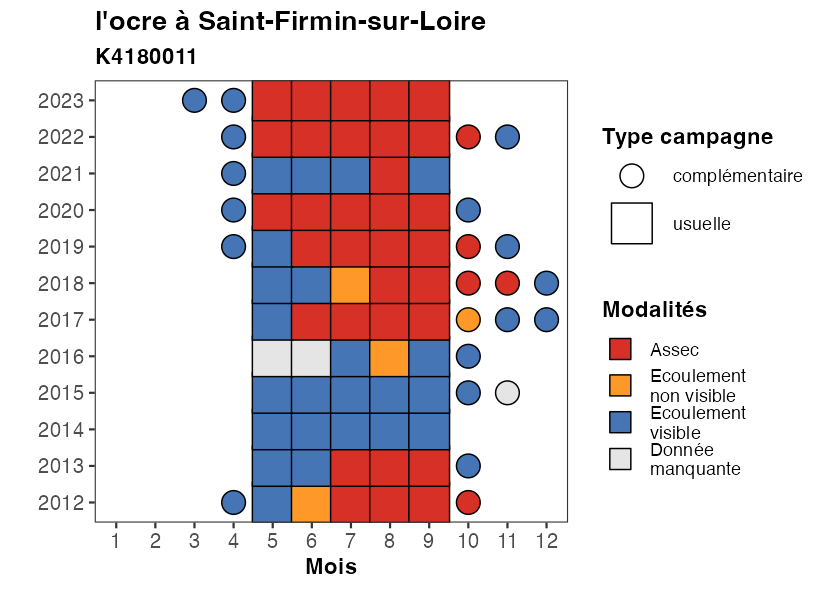 l'ocre à Saint-Firmin-sur-Loire
K4180011
2023
2022
2021
2020
2019
2018
2017
2016
2015
2014
2013
2012
1 2 3 4 5 6 7 8 9 10 11 12
Mois
Type campagne
complémentaire
usuelle
Modalités
Assec
Ecoulement
non visible
Ecoulement
visible
Donnée
manquante